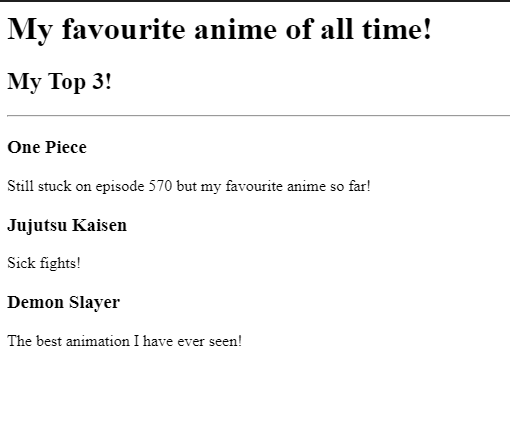 My favourite anime of all time!
My Top 3!
One Piece
Still stuck on episode 570 but my favourite anime so far!
Jujutsu Kaisen
Sick fights!
Demon Slayer
The best animation I have ever seen!